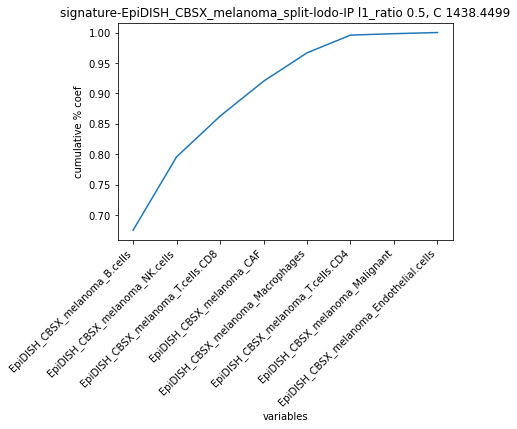 signature-EpiDISH_CBSX_melanoma_split-lodo-IP l1_ratio 0.5, C 1438.4499
cumulative % coef
1.00
0.95
0.90
0.85
0.80
0.75
0.70
EpiDISH_CBSX_melanoma_B.cells
EpiDISH_CBSX_melanoma_NK.cells
EpiDISH_CBSX_melanoma_T.cells.CD8
EpiDISH_CBSX_melanoma_CAF
EpiDISH_CBSX_melanoma_Macrophages
EpiDISH_CBSX_melanoma_T.cells.CD4
EpiDISH_CBSX_melanoma_Malignant
EpiDISH_CBSX_melanoma_Endothelial.cells
variables